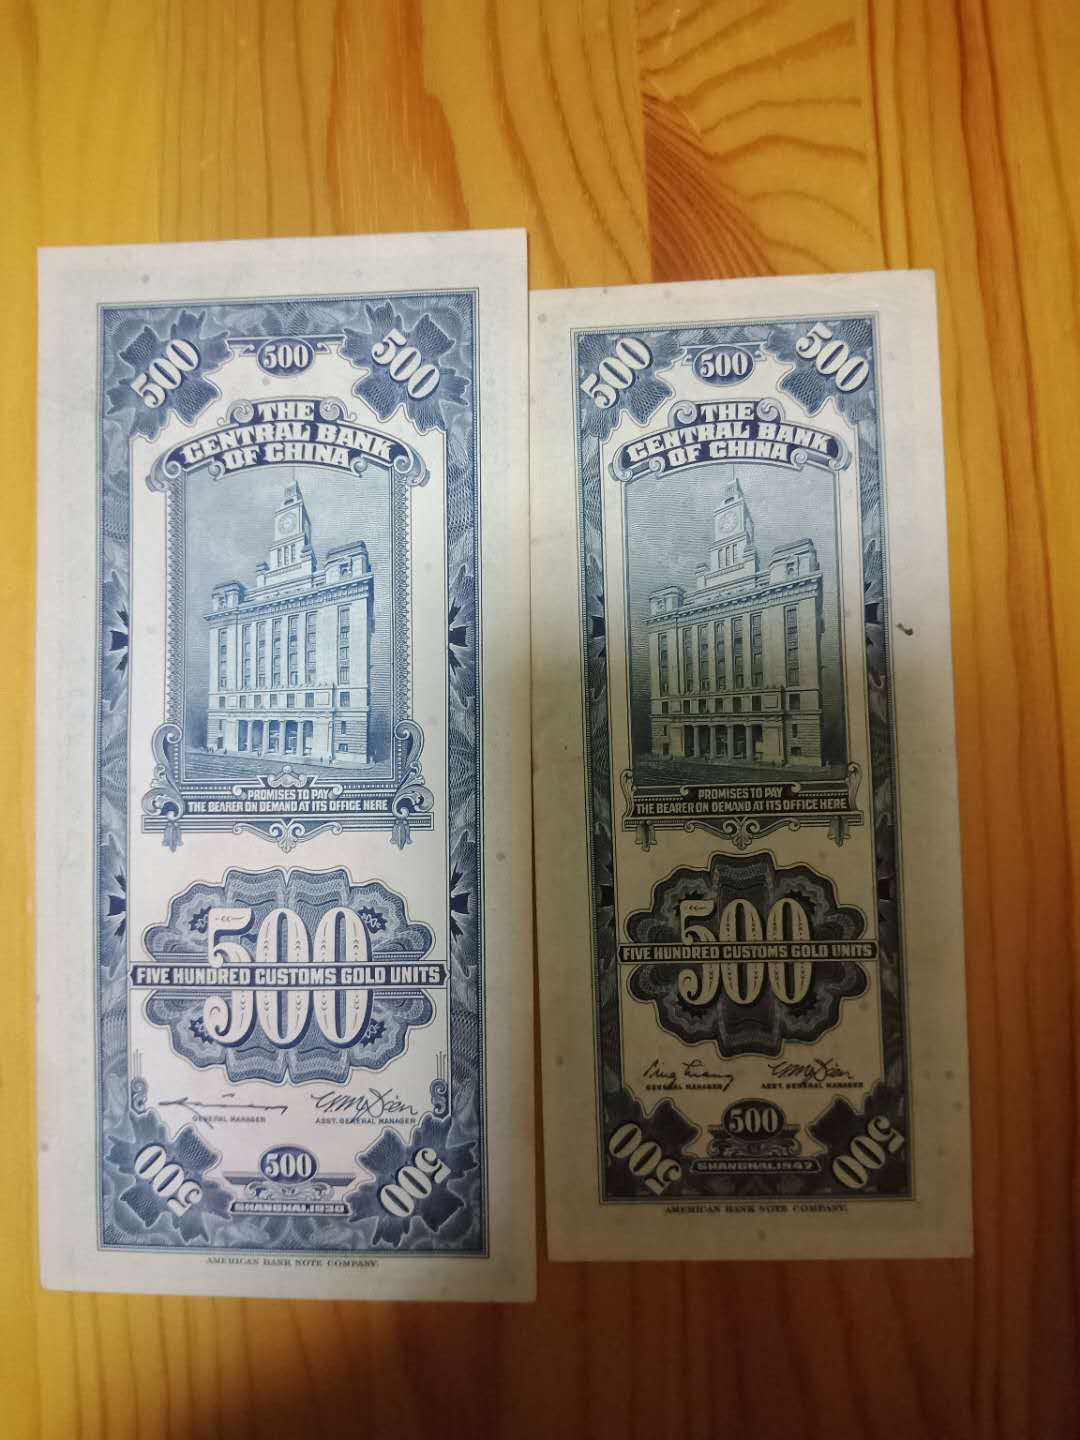 500
500
500
THE
CENTRAL BANK
OF CHINA
PROMISES TO PAY
THE BEARER ON DEMAND AT ITS OFFICE HERE
500
FIVE HUNDRED CUSTOMS GOLD UNITS
GENERAL MANAGER
ASST. GENERAL MANAGER
500
500
500
SHANGHAI, 1930
AMERICAN BANK NOTE COMPANY.
500
500
500
THE
CENTRAL BANK
OF CHINA
PROMISES TO PAY
THE BEARER ON DEMAND AT ITS OFFICE HERE
500
FIVE HUNDRED CUSTOMS GOLD UNITS
GENERAL MANAGER
ASST. GENERAL MANAGER
500
500
500
SHANGHAI, 1947
AMERICAN BANK NOTE COMPANY.